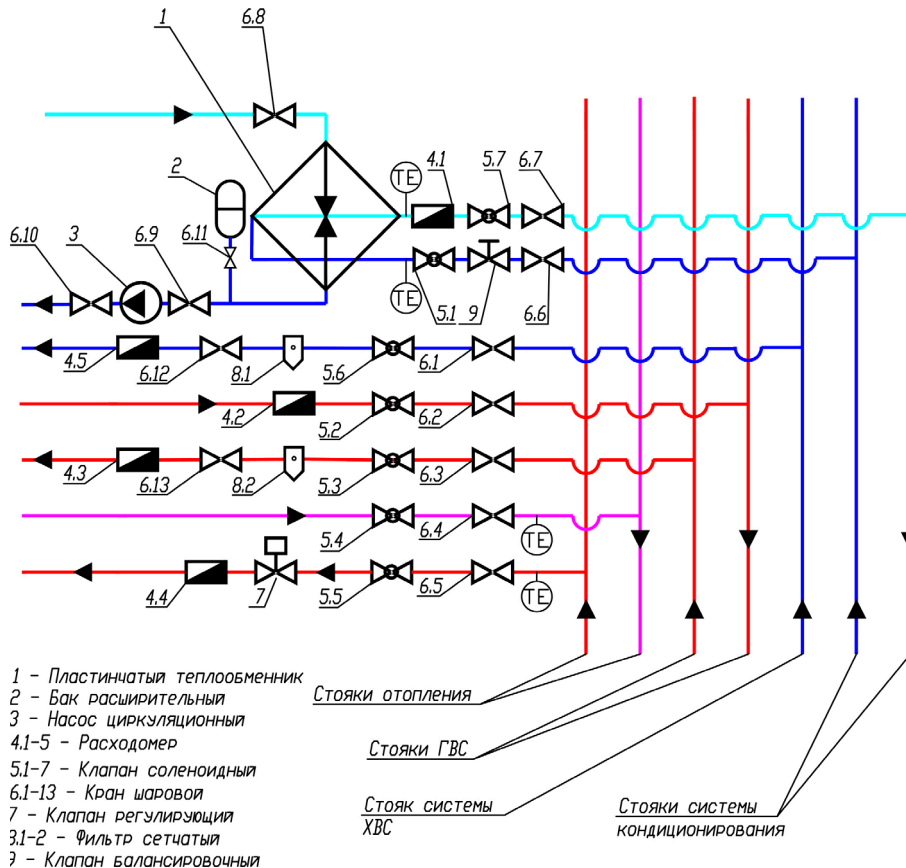 1
6.8
2
4.1
5.7
6.7
TE
6.10
3
6.9
6.11
TE
5.1
9
6.6
4.5
6.12
8.1
5.6
6.1
4.2
5.2
6.2
4.3
6.13
8.2
5.3
6.3
5.4
6.4
TE
4.4
7
5.5
6.5
TE
1 - Пластинчатый теплообменник
2 - Бак расширительный
3 - Насос циркуляционный
4.1-5 - Расходомер
5.1-7 - Клапан соленоидный
6.1-13 - Кран шаровой
7 - Клапан регулирующий
8.1-2 - Фильтр сетчатый
9 - Клапан балансировочный
Стояки отопления
Стояки ГВС
Стояк системы
ХВС
Стояки системы
кондиционирования